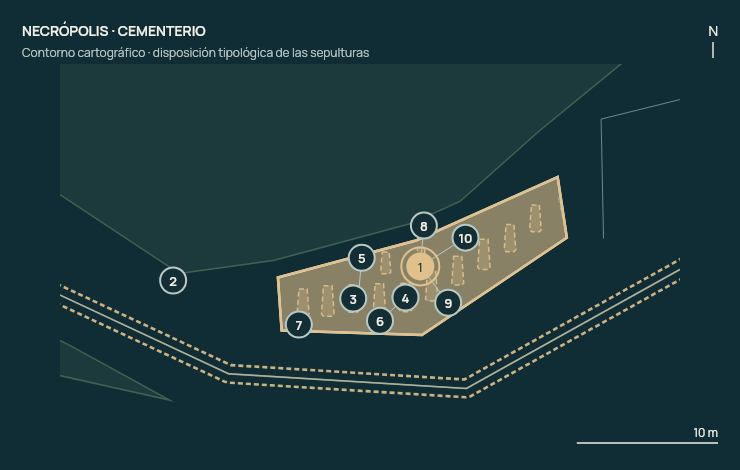 NECRÓPOLIS · CEMENTERIO
Contorno cartográfico · disposición tipológica de las sepulturas
N
8
10
5
1
2
3
4
9
6
7
10 m